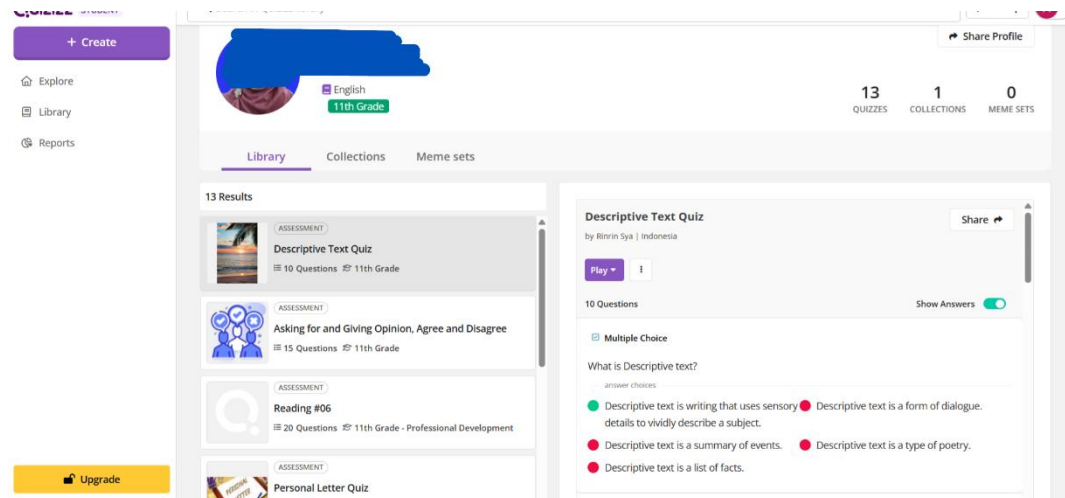 + Create
Explore
Library
Reports
Upgrade
Share Profile
English
11th Grade
13 1 0
QUIZZES COLLECTIONS MEME SETS
Library Collections Meme sets
13 Results
ASSESSMENT
Descriptive Text Quiz
10 Questions 11th Grade
ASSESSMENT
Asking for and Giving Opinion, Agree and Disagree
15 Questions 11th Grade
ASSESSMENT
Reading #06
20 Questions 11th Grade - Professional Development
ASSESSMENT
Personal Letter Quiz
Descriptive Text Quiz
Share
by Rinrin Sya | Indonesia
Play
10 Questions Show Answers
Multiple Choice
What is Descriptive text?
answer choices
Descriptive text is writing that uses sensory
details to vividly describe a subject.
Descriptive text is a form of dialogue.
Descriptive text is a summary of events.
Descriptive text is a type of poetry.
Descriptive text is a list of facts.